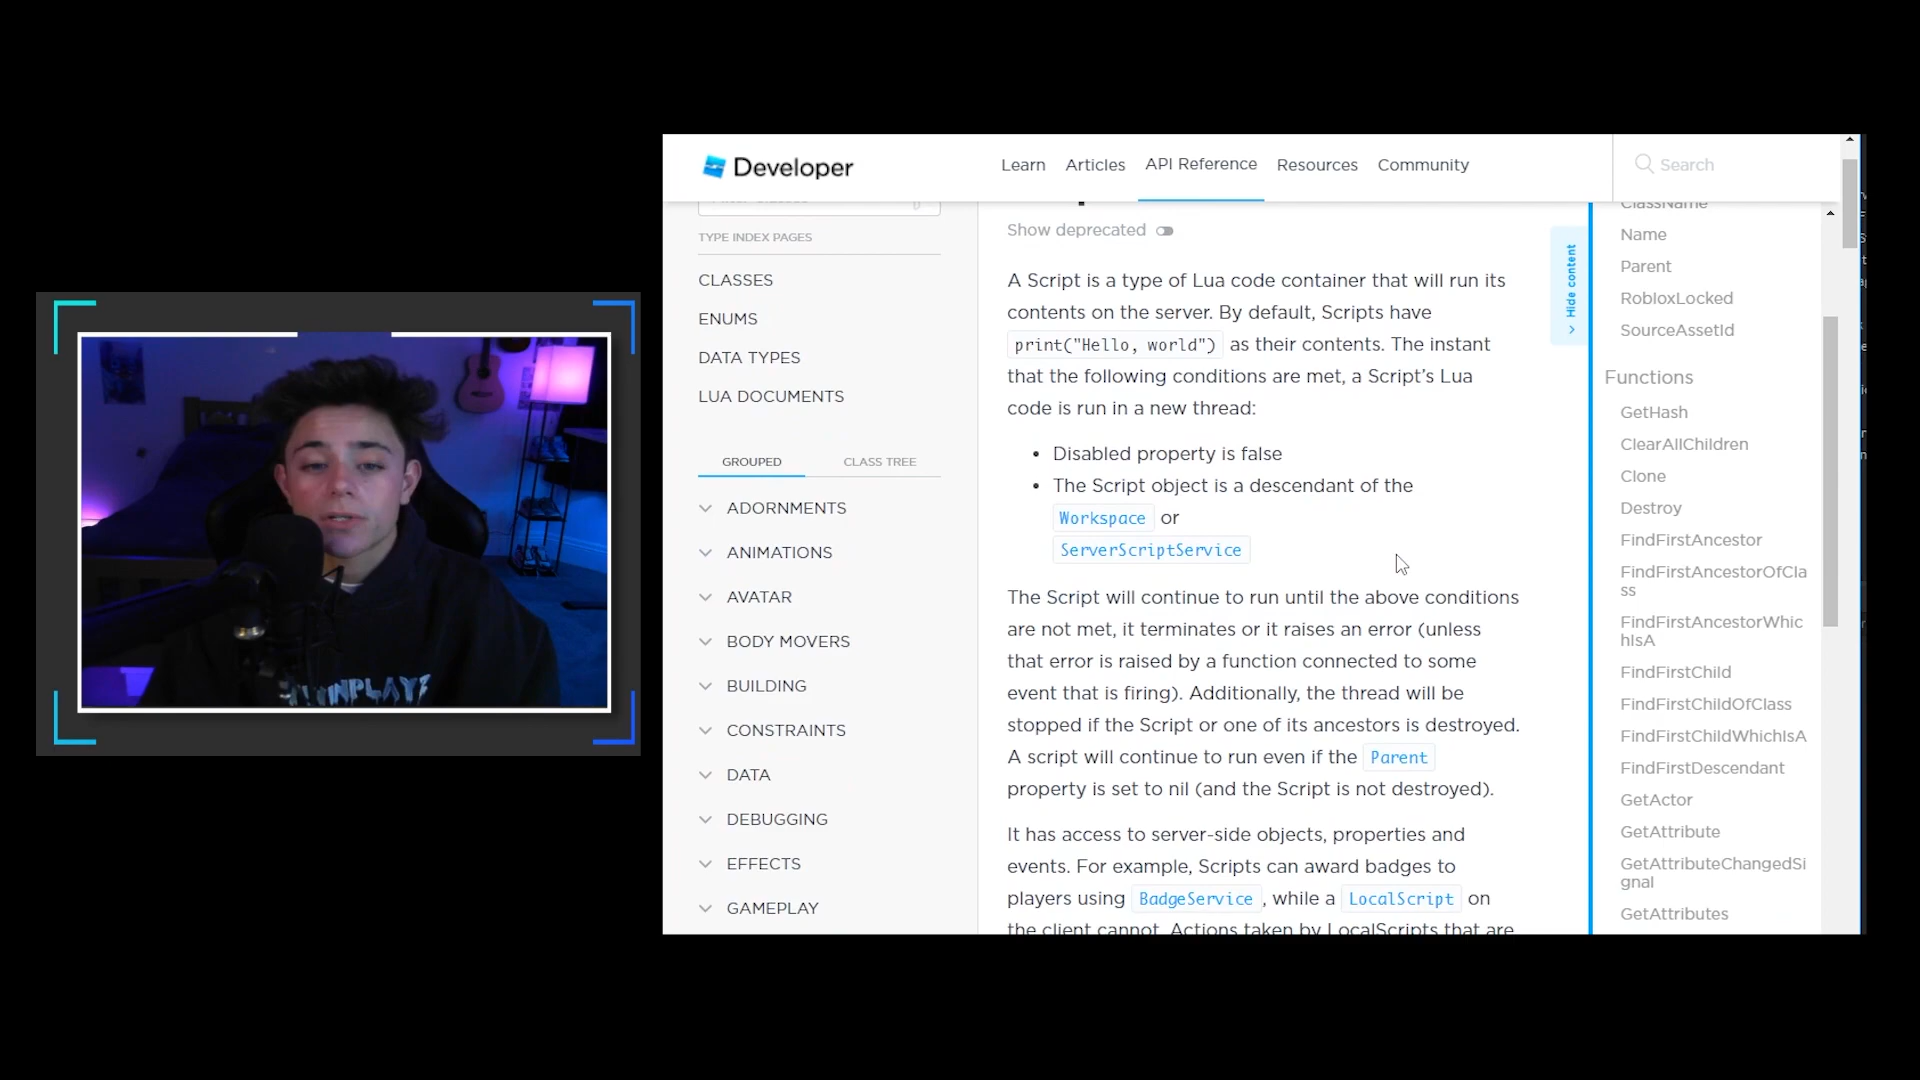 Developer
Learn
Articles
API Reference
Resources
Community
Search
TYPE INDEX PAGES
CLASSES
ENUMS
DATA TYPES
LUA DOCUMENTS
GROUPED
CLASS TREE
ADORNMENTS
ANIMATIONS
AVATAR
BODY MOVERS
BUILDING
CONSTRAINTS
DATA
DEBUGGING
EFFECTS
GAMEPLAY
Show deprecated
A Script is a type of Lua code container that will run its
contents on the server. By default, Scripts have
print("Hello, world") as their contents. The instant
that the following conditions are met, a Script's Lua
code is run in a new thread:
• Disabled property is false
• The Script object is a descendant of the
Workspace or
ServerScriptService
The Script will continue to run until the above conditions
are not met, it terminates or it raises an error (unless
that error is raised by a function connected to some
event that is firing). Additionally, the thread will be
stopped if the Script or one of its ancestors is destroyed.
A script will continue to run even if the Parent
property is set to nil (and the Script is not destroyed).
It has access to server-side objects, properties and
events. For example, Scripts can award badges to
players using BadgeService, while a LocalScript on
the client cannot. Actions taken by LocalScripts that are
Hide content
ClassName
Name
Parent
RobloxLocked
SourceAssetId
Functions
GetHash
ClearAllChildren
Clone
Destroy
FindFirstAncestor
FindFirstAncestorOfCla
ss
FindFirstAncestorWhic
hIsA
FindFirstChild
FindFirstChildOfClass
FindFirstChildWhichIsA
FindFirstDescendant
GetActor
GetAttribute
GetAttributeChangedSi
gnal
GetAttributes